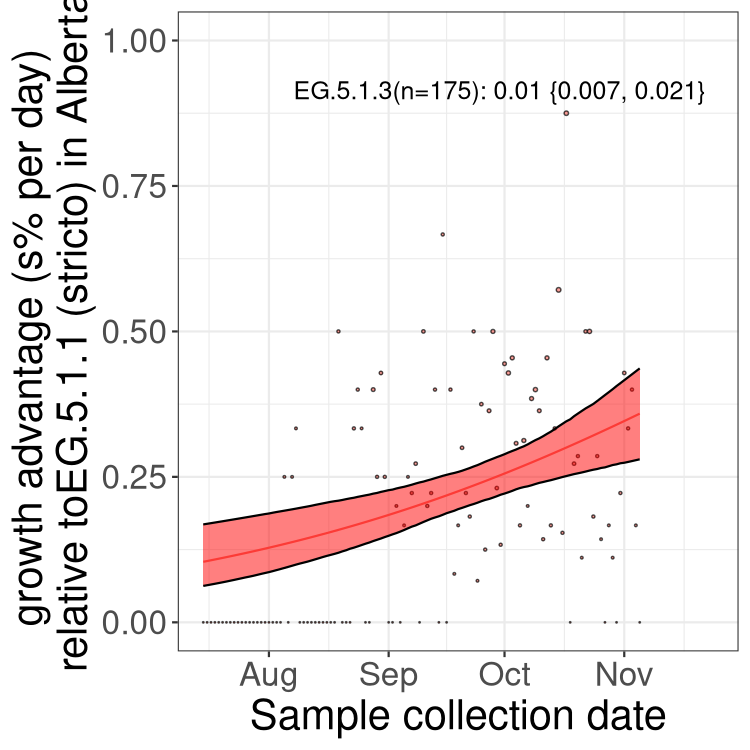 growth advantage (s% per day)
relative toEG.5.1.1 (stricto) in Alberta
1.00
0.75
0.50
0.25
0.00
EG.5.1.3(n=175): 0.01 {0.007, 0.021}
Aug Sep Oct Nov
Sample collection date